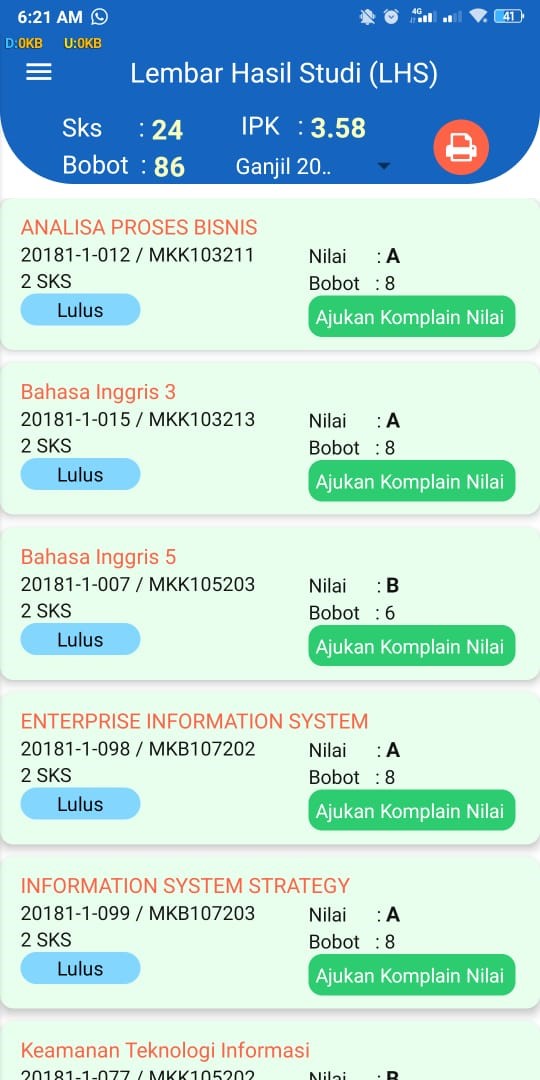 6:21 AM 4G 41
D:0KB U:0KB
Lembar Hasil Studi (LHS)
Sks : 24 IPK : 3.58
Bobot : 86 Ganjil 20..
ANALISA PROSES BISNIS
20181-1-012 / MKK103211 Nilai : A
2 SKS Bobot : 8
Lulus Ajukan Komplain Nilai
Bahasa Inggris 3
20181-1-015 / MKK103213 Nilai : A
2 SKS Bobot : 8
Lulus Ajukan Komplain Nilai
Bahasa Inggris 5
20181-1-007 / MKK105203 Nilai : B
2 SKS Bobot : 6
Lulus Ajukan Komplain Nilai
ENTERPRISE INFORMATION SYSTEM
20181-1-098 / MKB107202 Nilai : A
2 SKS Bobot : 8
Lulus Ajukan Komplain Nilai
INFORMATION SYSTEM STRATEGY
20181-1-099 / MKB107203 Nilai : A
2 SKS Bobot : 8
Lulus Ajukan Komplain Nilai
Keamanan Teknologi Informasi
20181-1-077 / MKK105202 Nilai : B